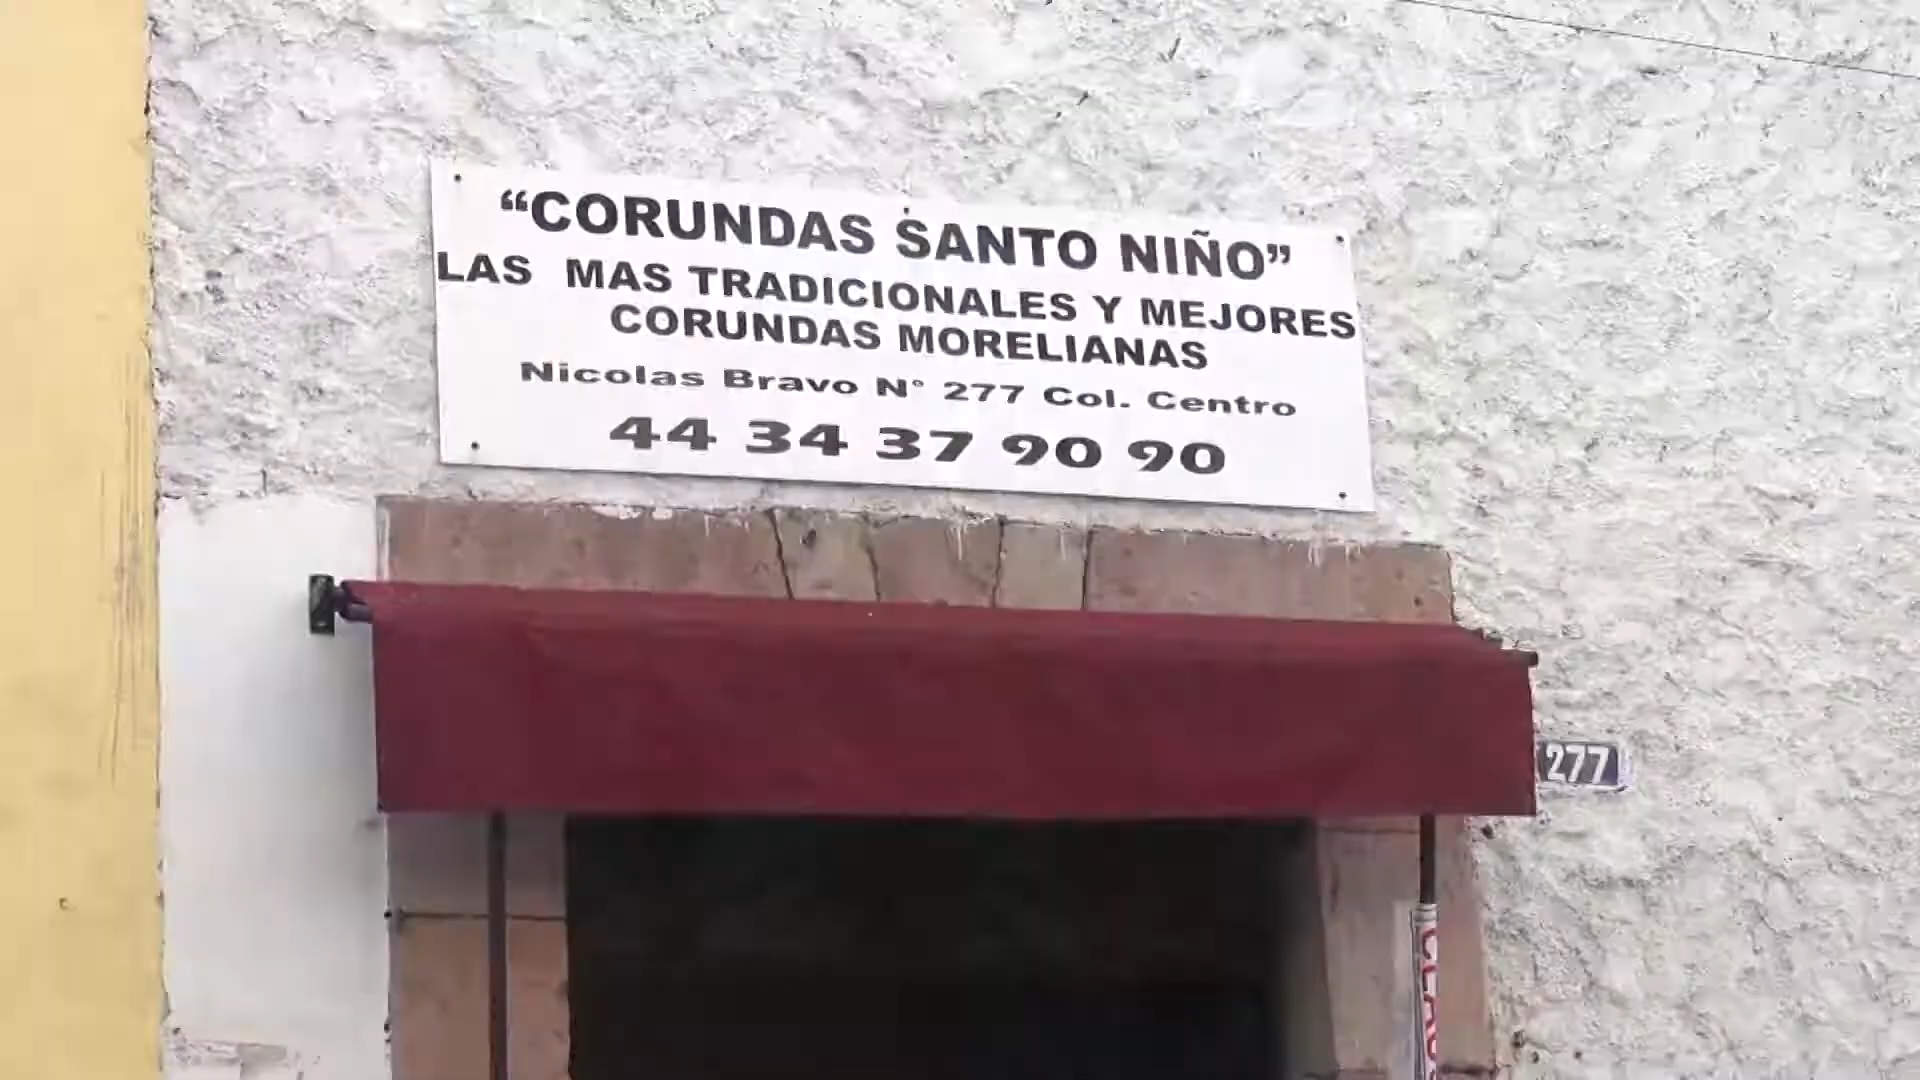 “CORUNDAS SANTO NIÑO”
LAS MAS TRADICIONALES Y MEJORES
CORUNDAS MORELIANAS
Nicolas Bravo N° 277 Col. Centro
44 34 37 90 90
277